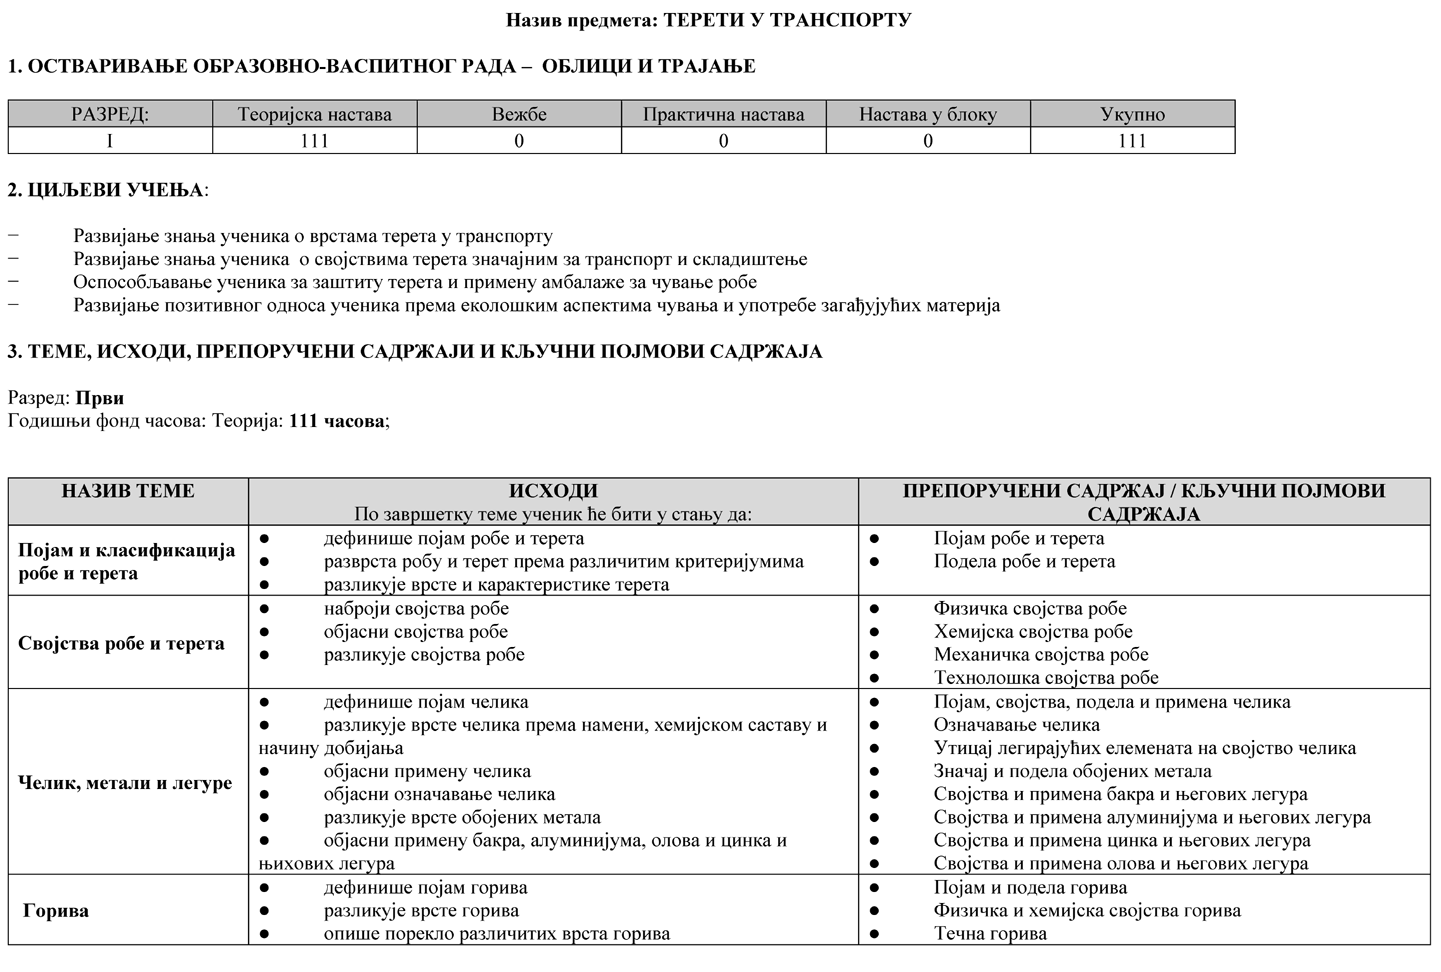 Назив предмета: ТЕРЕТИ У ТРАНСПОРТУ
1. ОСТВАРИВАЊЕ ОБРАЗОВНО-ВАСПИТНОГ РАДА – ОБЛИЦИ И ТРАЈАЊЕ
РАЗРЕД: Теоријска настава Вежбе Практична настава Настава у блоку Укупно
I 111 0 0 0 111
2. ЦИЉЕВИ УЧЕЊА:
− Развијање знања ученика о врстама терета у транспорту
− Развијање знања ученика о својствима терета значајним за транспорт и складиштење
− Оспособљавање ученика за заштиту терета и примену амбалаже за чување робе
− Развијање позитивног односа ученика према еколошким аспектима чувања и употребе загађујућих материја
3. ТЕМЕ, ИСХОДИ, ПРЕПОРУЧЕНИ САДРЖАЈИ И КЉУЧНИ ПОЈМОВИ САДРЖАЈА
Разред: Први
Годишњи фонд часова: Теорија: 111 часова;
НАЗИВ ТЕМЕ
ИСХОДИ
По завршетку теме ученик ће бити у стању да:
ПРЕПОРУЧЕНИ САДРЖАЈ / КЉУЧНИ ПОЈМОВИ
САДРЖАЈА
Појам и класификација
робе и терета
● дефинише појам робе и терета
● разврста робу и терет према различитим критеријумима
● разликује врсте и карактеристике терета
● Појам робе и терета
● Подела робе и терета
Својства робе и терета
● наброји својства робе
● објасни својства робе
● разликује својства робе
● Физичка својства робе
● Хемијска својства робе
● Механичка својства робе
● Технолошка својства робе
Челик, метали и легуре
● дефинише појам челика
● разликује врсте челика према намени, хемијском саставу и
начину добијања
● објасни примену челика
● објасни означавање челика
● разликује врсте обојених метала
● објасни примену бакра, алуминијума, олова и цинка и
њихових легура
● Појам, својства, подела и примена челика
● Означавање челика
● Утицај легирајућих елемената на својство челика
● Значај и подела обојених метала
● Својства и примена бакра и његових легура
● Својства и примена алуминијума и његових легура
● Својства и примена цинка и његових легура
● Својства и примена олова и његових легура
Горива
● дефинише појам горива
● разликује врсте горива
● опише порекло различитих врста горива
● Појам и подела горива
● Физичка и хемијска својства горива
● Течна горива